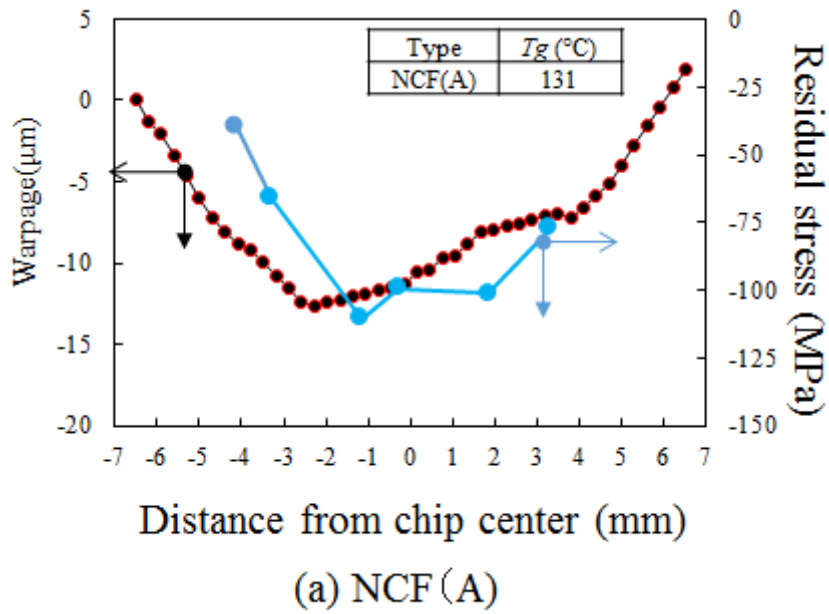 5
0
-5
-10
-15
-20
Warpage(μm)
Type Tg (°C)
NCF(A) 131
0
-25
-50
-75
-100
-125
-150
Residual stress (MPa)
-7 -6 -5 -4 -3 -2 -1 0 1 2 3 4 5 6 7
Distance from chip center (mm)
(a) NCF（A）